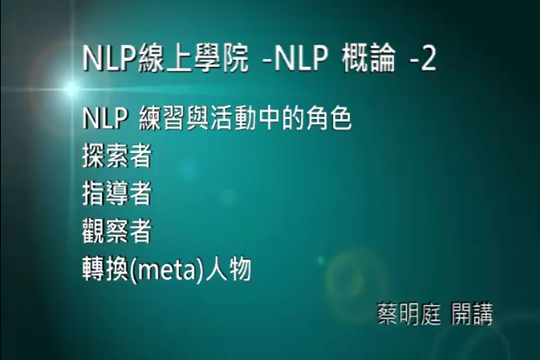 NLP線上學院 -NLP 概論 -2
NLP 練習與活動中的角色
探索者
指導者
觀察者
轉換(meta)人物
蔡明庭 開講